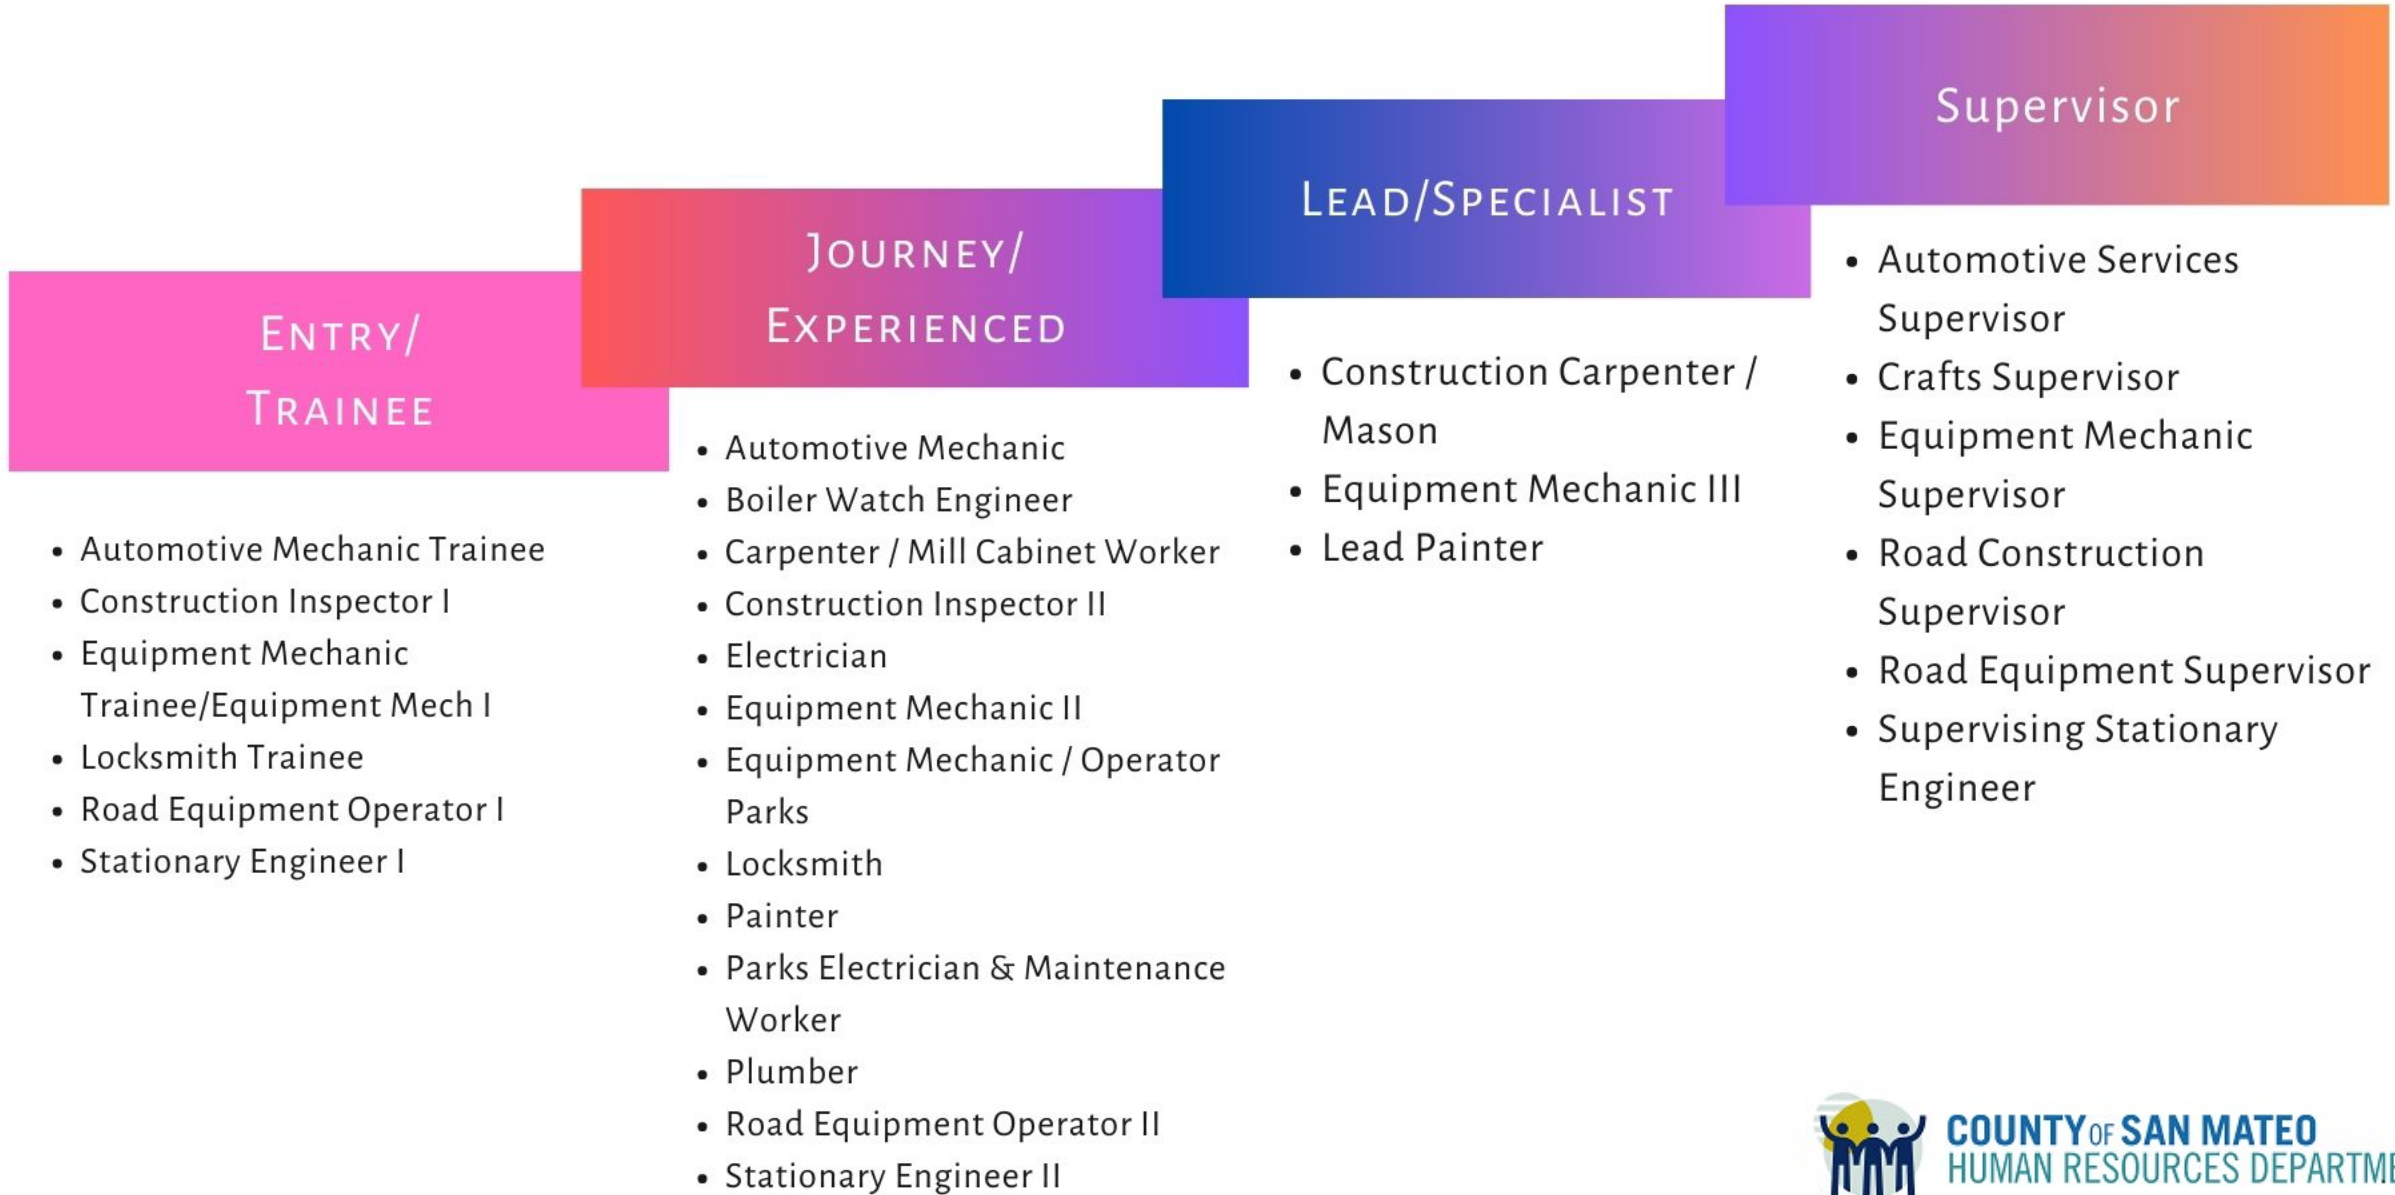 Entry/
Trainee
• Automotive Mechanic Trainee
• Construction Inspector I
• Equipment Mechanic
Trainee/Equipment Mech I
• Locksmith Trainee
• Road Equipment Operator I
• Stationary Engineer I
Journey/
Experienced
• Automotive Mechanic
• Boiler Watch Engineer
• Carpenter / Mill Cabinet Worker
• Construction Inspector II
• Electrician
• Equipment Mechanic II
• Equipment Mechanic / Operator
Parks
• Locksmith
• Painter
• Parks Electrician & Maintenance
Worker
• Plumber
• Road Equipment Operator II
• Stationary Engineer II
Lead/Specialist
• Construction Carpenter /
Mason
• Equipment Mechanic III
• Lead Painter
Supervisor
• Automotive Services
Supervisor
• Crafts Supervisor
• Equipment Mechanic
Supervisor
• Road Construction
Supervisor
• Road Equipment Supervisor
• Supervising Stationary
Engineer
COUNTY OF SAN MATEO
HUMAN RESOURCES